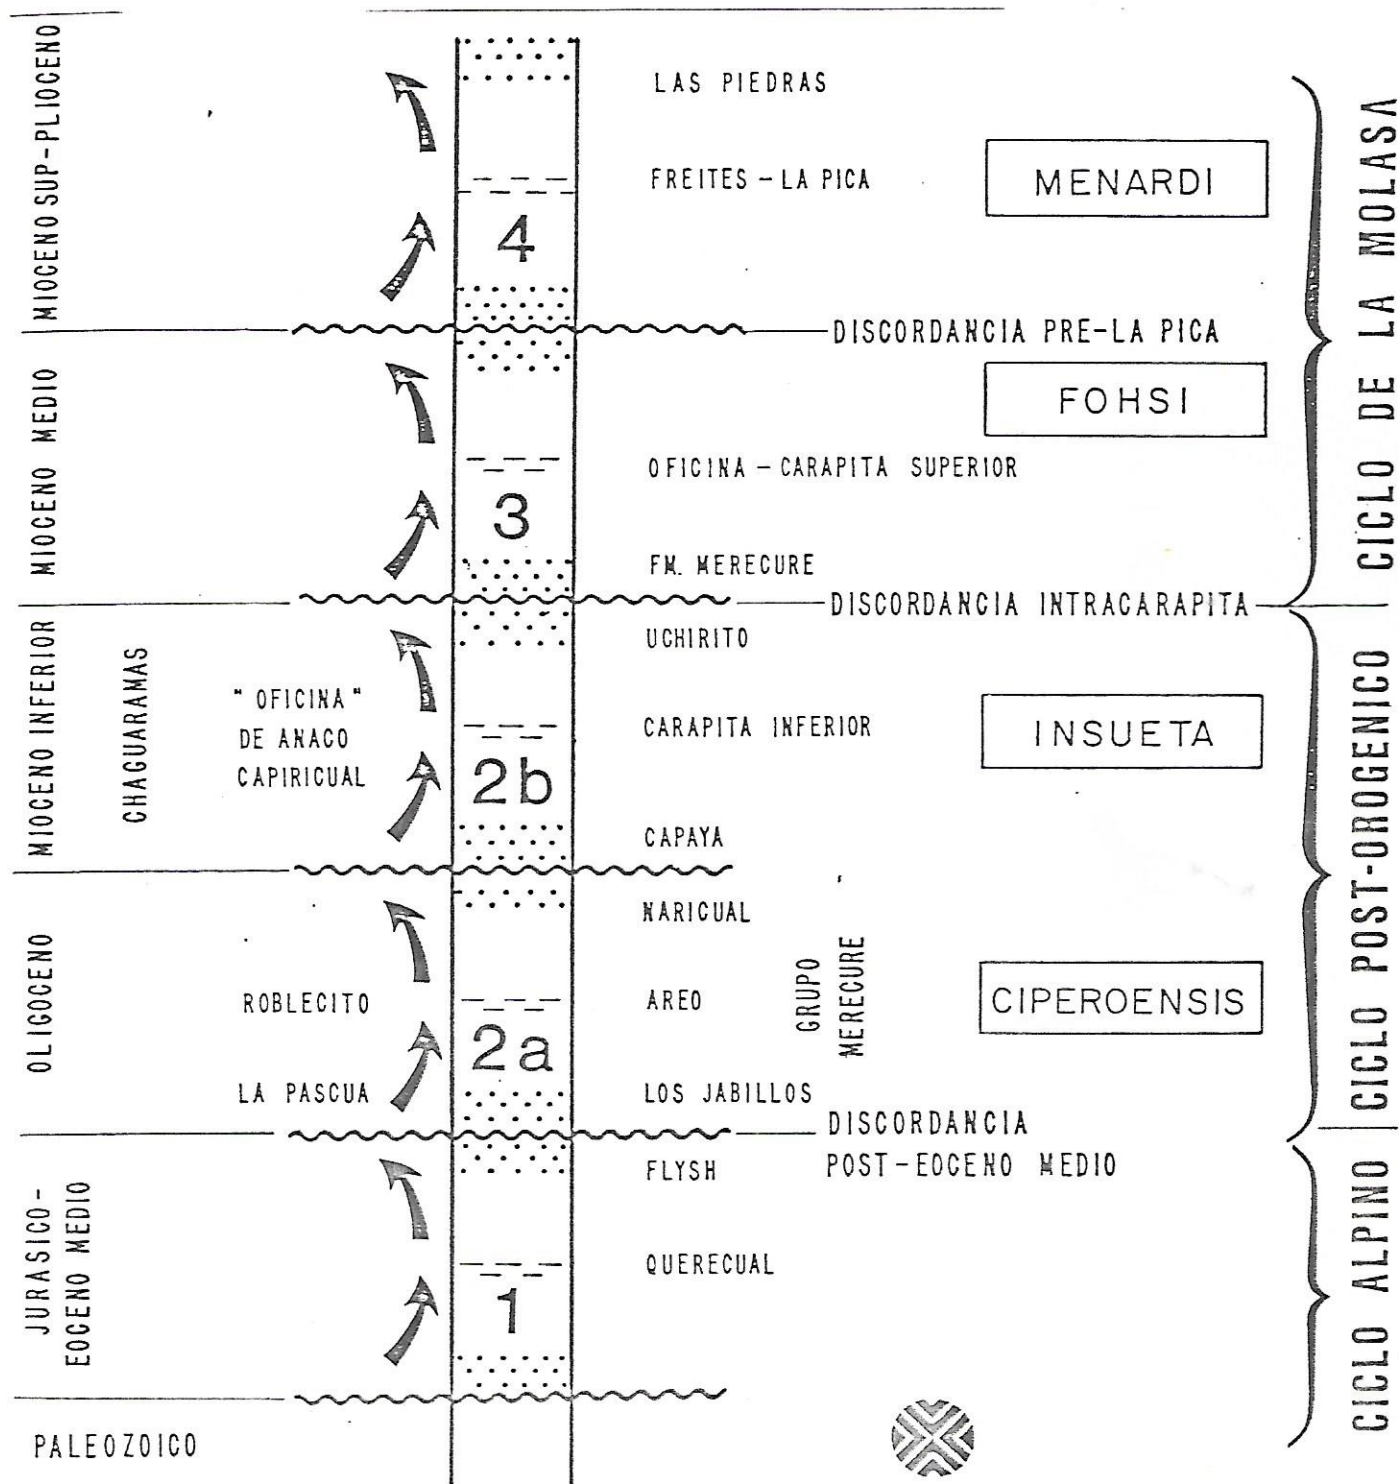 MIOCENO SUP-PLIOCENO
LAS PIEDRAS
FREITES - LA PICA
MENARDI
4
DISCORDANCIA PRE-LA PICA
CICLO DE LA MOLASA
MIOCENO MEDIO
FOHSI
OFICINA - CARAPITA SUPERIOR
3
FM. MERECURE
DISCORDANCIA INTRACARAPITA
MIOCENO INFERIOR
CHAGUARAMAS
"OFICINA"
DE ANACO
CAPIRICUAL
UCHIRITO
CARAPITA INFERIOR
INSUETA
2b
CAPAYA
CICLO POST-OROGENICO
OLIGOCENO
NARICUAL
ROBLECITO
AREO
GRUPO
MERECURE
CIPEROENSIS
2a
LA PASCUA
LOS JABILLOS
DISCORDANCIA
POST-EOCENO MEDIO
JURASICO-
EOCENO MEDIO
FLYSH
QUERECUAL
1
CICLO ALPINO
PALEOZOICO